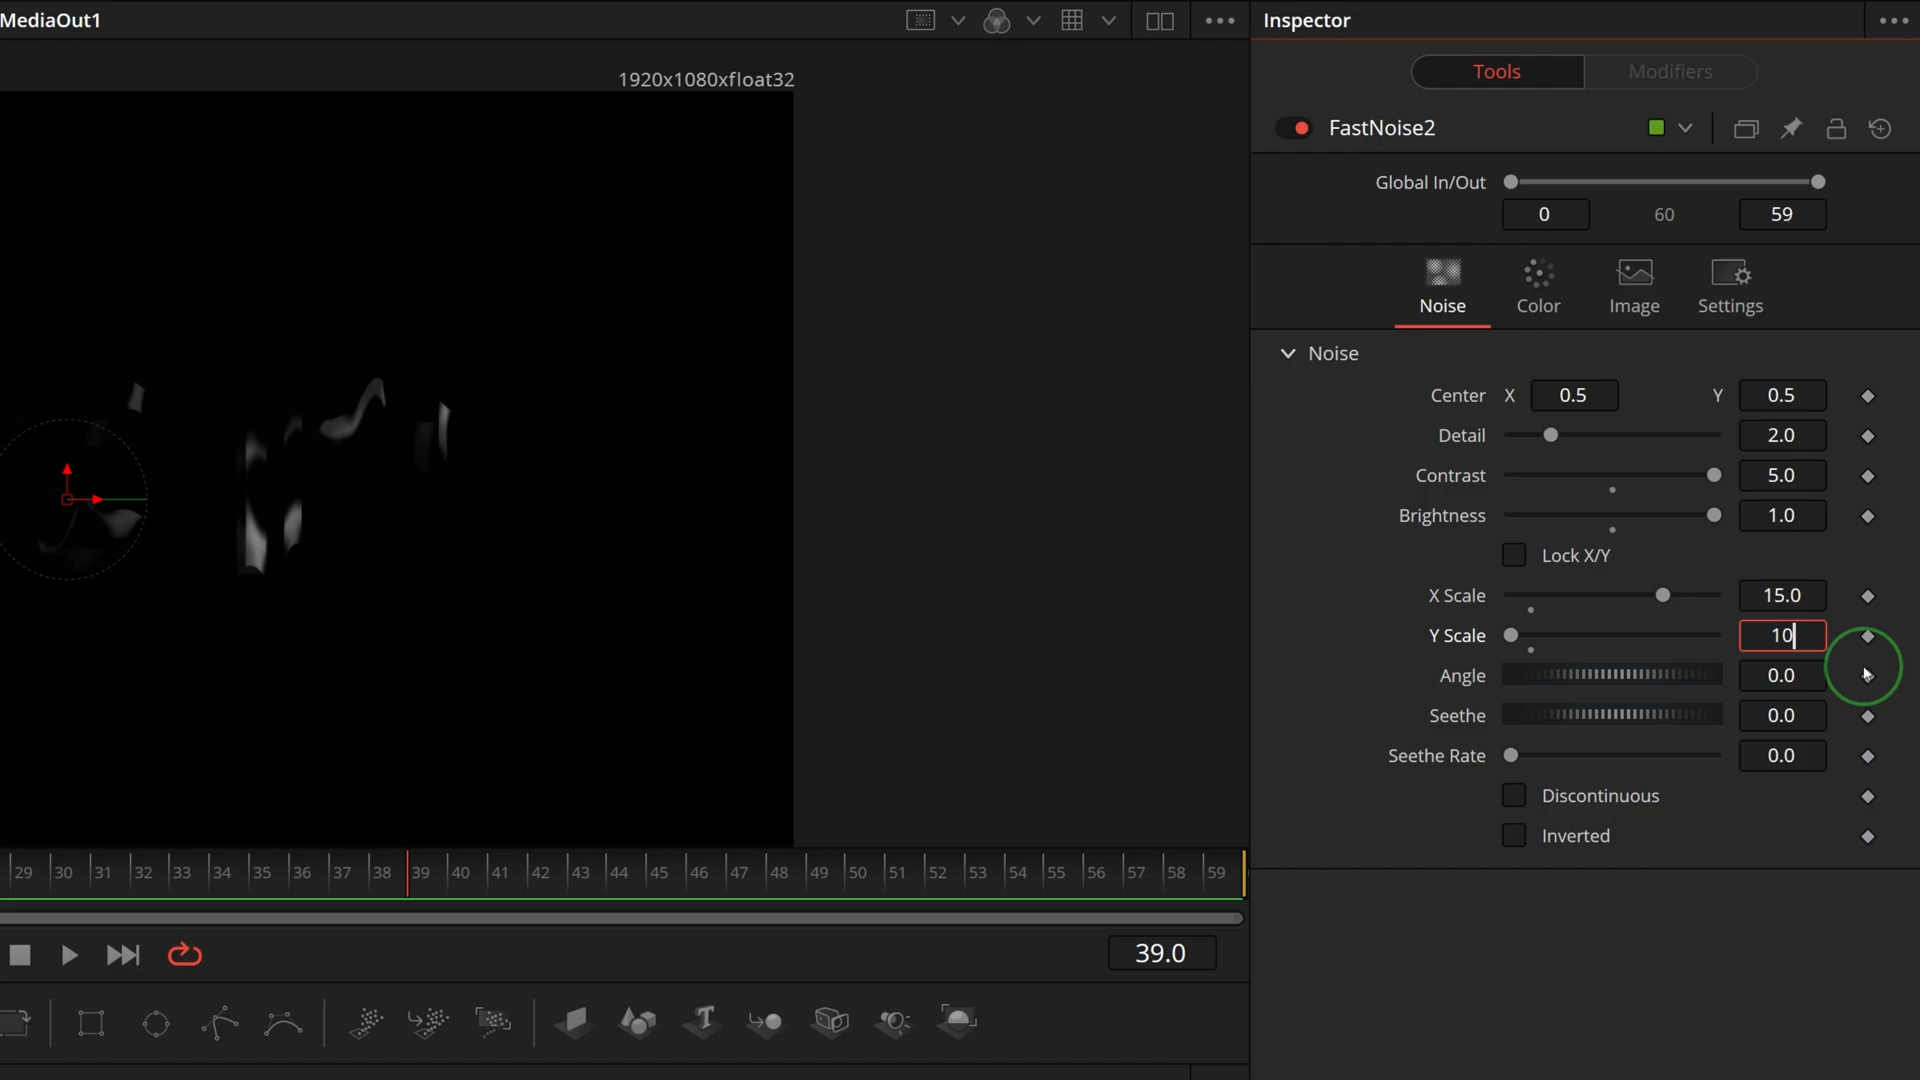 MediaOut1
Inspector
1920x1080xfloat32
Tools
Modifiers
FastNoise2
Global In/Out
0
60
59
Noise
Color
Image
Settings
Noise
Center X 0.5 Y 0.5
Detail 2.0
Contrast 5.0
Brightness 1.0
Lock X/Y
X Scale 15.0
Y Scale 10
Angle 0.0
Seethe 0.0
Seethe Rate 0.0
Discontinuous
Inverted
29 30 31 32 33 34 35 36 37 38 39 40 41 42 43 44 45 46 47 48 49 50 51 52 53 54 55 56 57 58 59
39.0